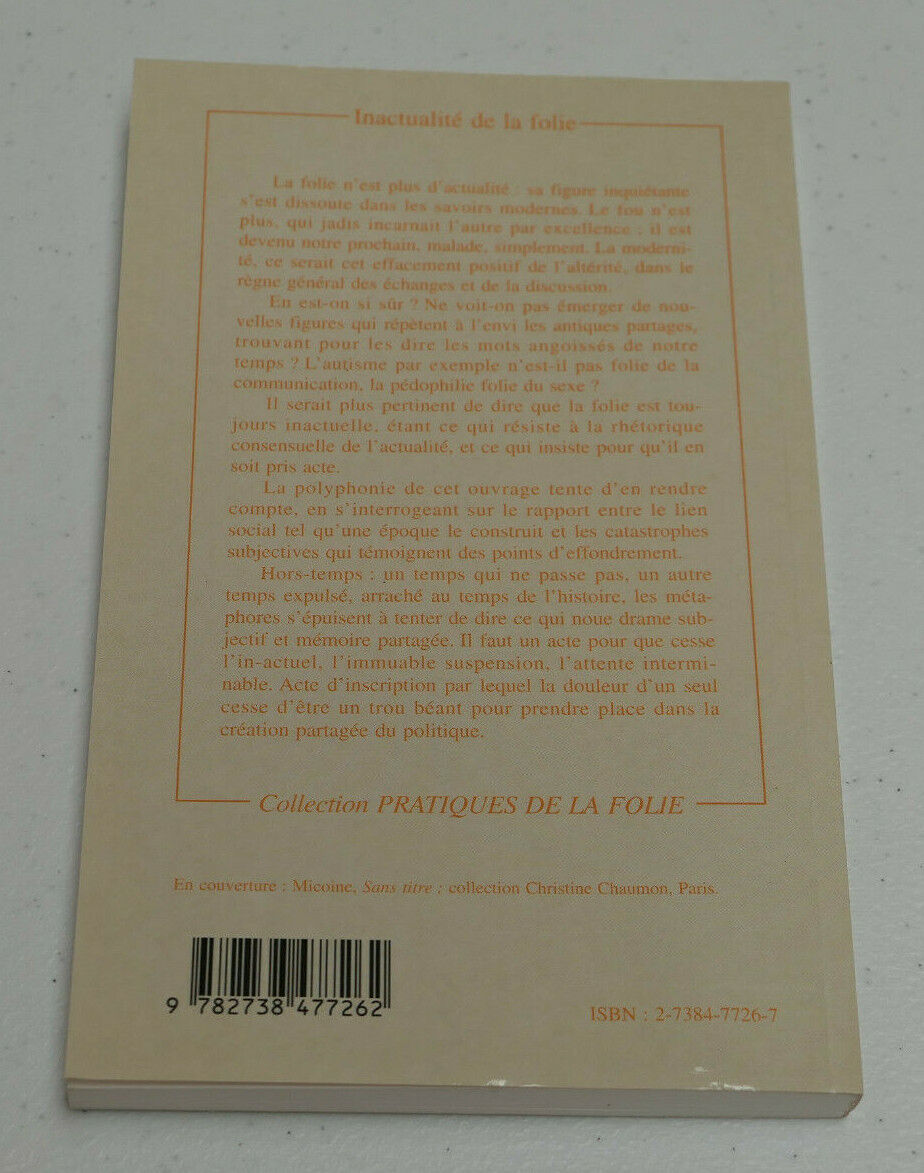 Inactualité de la folie
La folie n'est plus d'actualité : sa figure inquiétante
s'est dissoute dans les savoirs modernes. Le fou n'est
plus, qui jadis incarnait l'autre par excellence : il est
devenu notre prochain, malade, simplement. La moderni-
té, ce serait cet effacement positif de l'altérité, dans le
règne général des échanges et de la discussion.
En est-on si sûr ? Ne voit-on pas émerger de nou-
velles figures qui répètent à l'envi les antiques partages,
trouvant pour les dire les mots angoissés de notre
temps ? L'autisme par exemple n'est-il pas folie de la
communication, la pédophilie folie du sexe ?
Il serait plus pertinent de dire que la folie est tou-
jours inactuelle, étant ce qui résiste à la rhétorique
consensuelle de l'actualité, et ce qui insiste pour qu'il en
soit pris acte.
La polyphonie de cet ouvrage tente d'en rendre
compte, en s'interrogeant sur le rapport entre le lien
social tel qu'une époque le construit et les catastrophes
subjectives qui témoignent des points d'effondrement.
Hors-temps : un temps qui ne passe pas, un autre
temps expulsé, arraché au temps de l'histoire, les méta-
phores s'épuisent à tenter de dire ce qui noue drame sub-
jectif et mémoire partagée. Il faut un acte pour que cesse
l'in-actuel, l'immuable suspension, l'attente intermi-
nable. Acte d'inscription par lequel la douleur d'un seul
cesse d'être un trou béant pour prendre place dans la
création partagée du politique.
Collection PRATIQUES DE LA FOLIE
En couverture : Micoine, Sans titre ; collection Christine Chaumon, Paris.
9 782738 477262
ISBN : 2-7384-7726-7